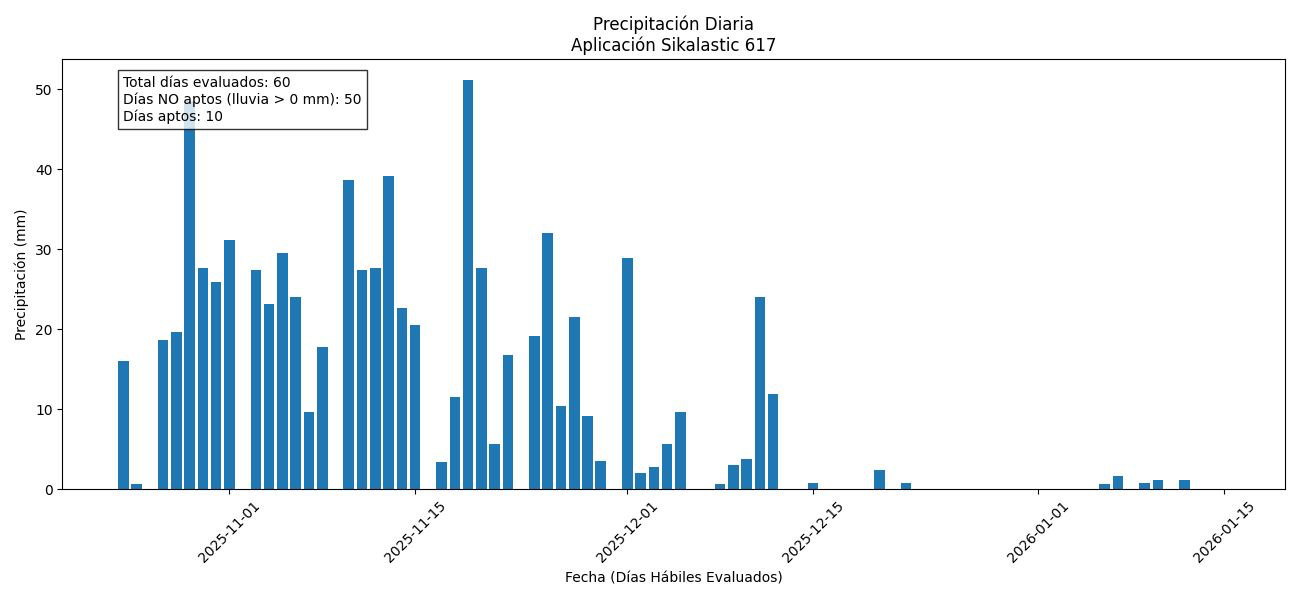 Precipitación Diaria
Aplicación Sikalastic 617
Total días evaluados: 60
Días NO aptos (lluvia > 0 mm): 50
Días aptos: 10
Precipitación (mm)
50
40
30
20
10
0
2025-11-01
2025-11-15
2025-12-01
2025-12-15
2026-01-01
2026-01-15
Fecha (Días Hábiles Evaluados)